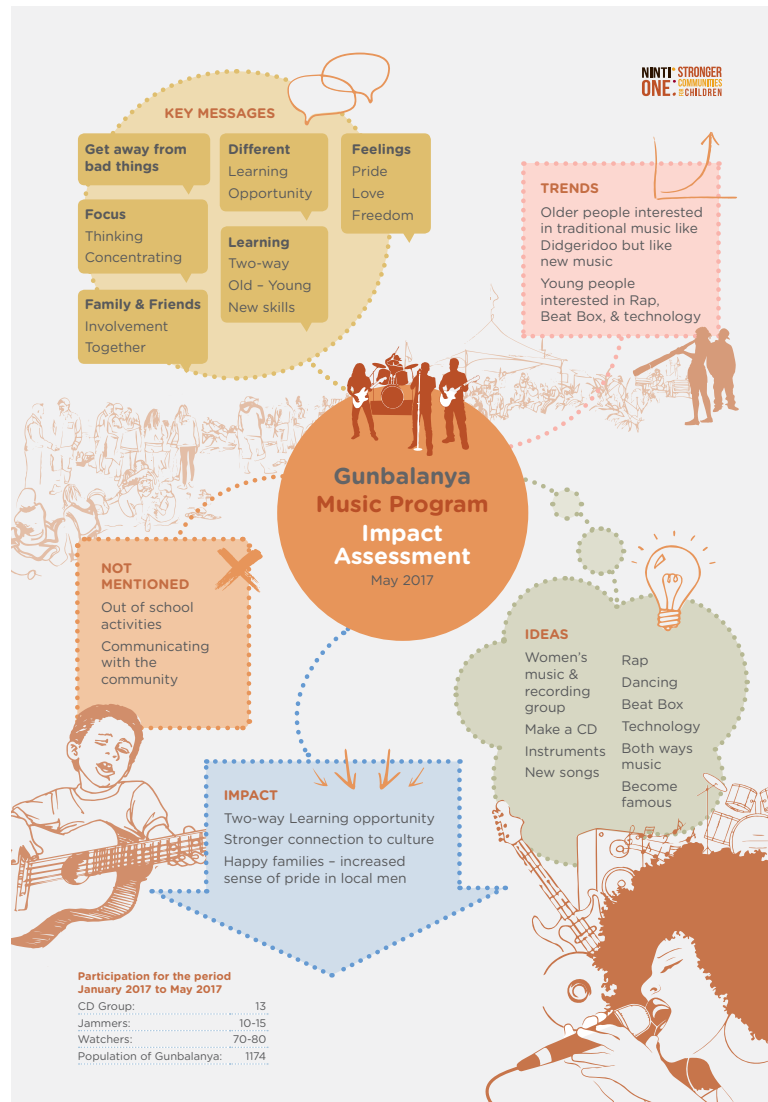 NINTI ONE:
STRONGER
COMMUNITIES
FOR CHILDREN
KEY MESSAGES
Get away from
bad things
Focus
Thinking
Concentrating
Family & Friends
Involvement
Together
Different
Learning
Opportunity
Learning
Two-way
Old – Young
New skills
Feelings
Pride
Love
Freedom
TRENDS
Older people interested
in traditional music like
Didgeridoo but like
new music
Young people
interested in Rap,
Beat Box, & technology
Gunbalanya
Music Program
Impact
Assessment
May 2017
NOT
MENTIONED
Out of school
activities
Communicating
with the
community
IDEAS
Women's
music &
recording
group
Make a CD
Instruments
New songs
Rap
Dancing
Beat Box
Technology
Both ways
music
Become
famous
IMPACT
Two-way Learning opportunity
Stronger connection to culture
Happy families – increased
sense of pride in local men
Participation for the period
January 2017 to May 2017
CD Group: 13
Jammers: 10-15
Watchers: 70-80
Population of Gunbalanya: 1174